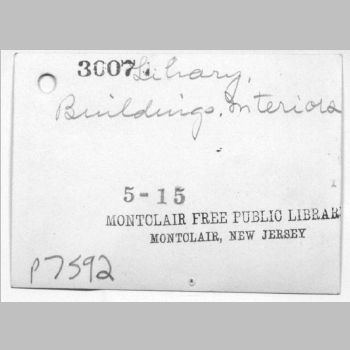 3007. Library.
Buildings. Interiors
5-15
MONTCLAIR FREE PUBLIC LIBRAR
MONTCLAIR, NEW JERSEY
P7592